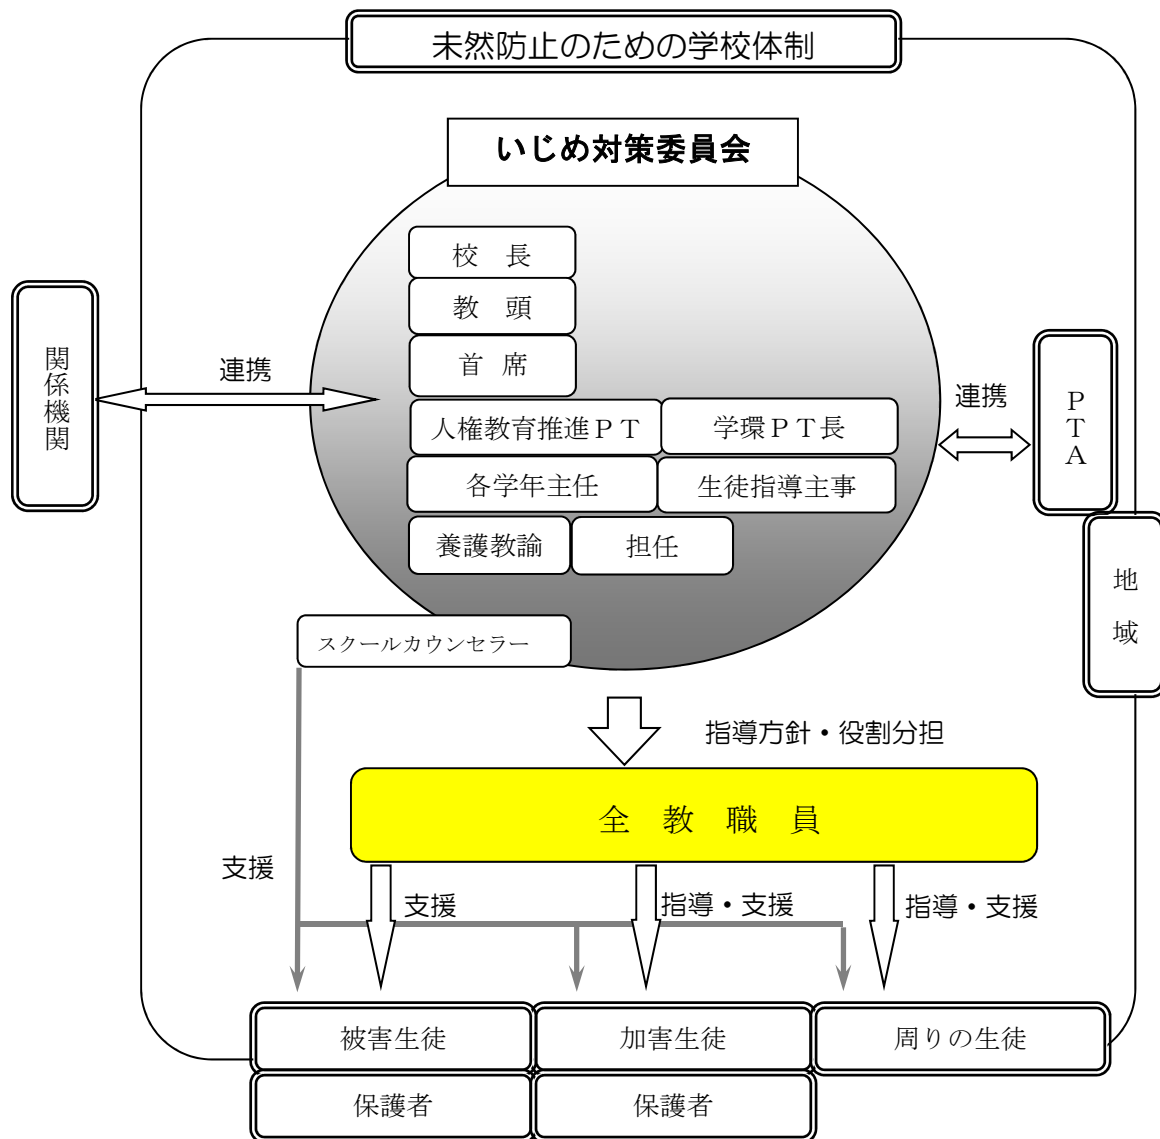 未然防止のための学校体制
いじめ対策委員会
校　長
教　頭
首　席
人権教育推進ＰＴ
学環ＰＴ長
各学年主任
生徒指導主事
養護教諭
担任
スクールカウンセラー
関係機関
連携
連携
ＰＴＡ
地域
指導方針・役割分担
全　教　職　員
支援
支援
指導・支援
指導・支援
被害生徒
加害生徒
周りの生徒
保護者
保護者